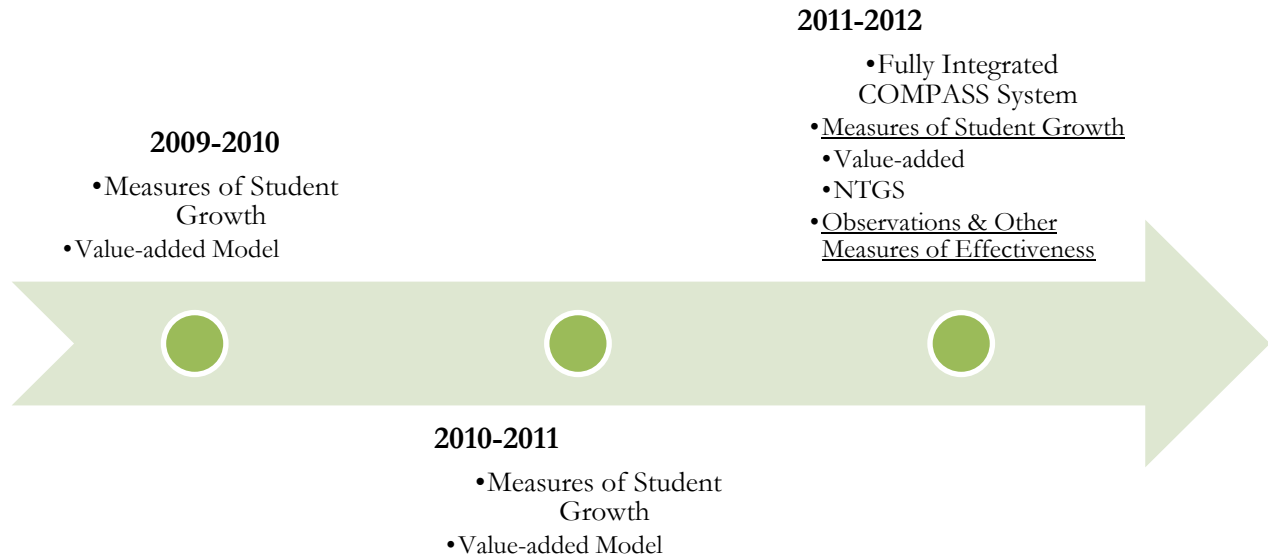 2009-2010
•Measures of Student
Growth
•Value-added Model
2010-2011
•Measures of Student
Growth
•Value-added Model
2011-2012
•Fully Integrated
COMPASS System
•Measures of Student Growth
•Value-added
•NTGS
•Observations & Other
Measures of Effectiveness